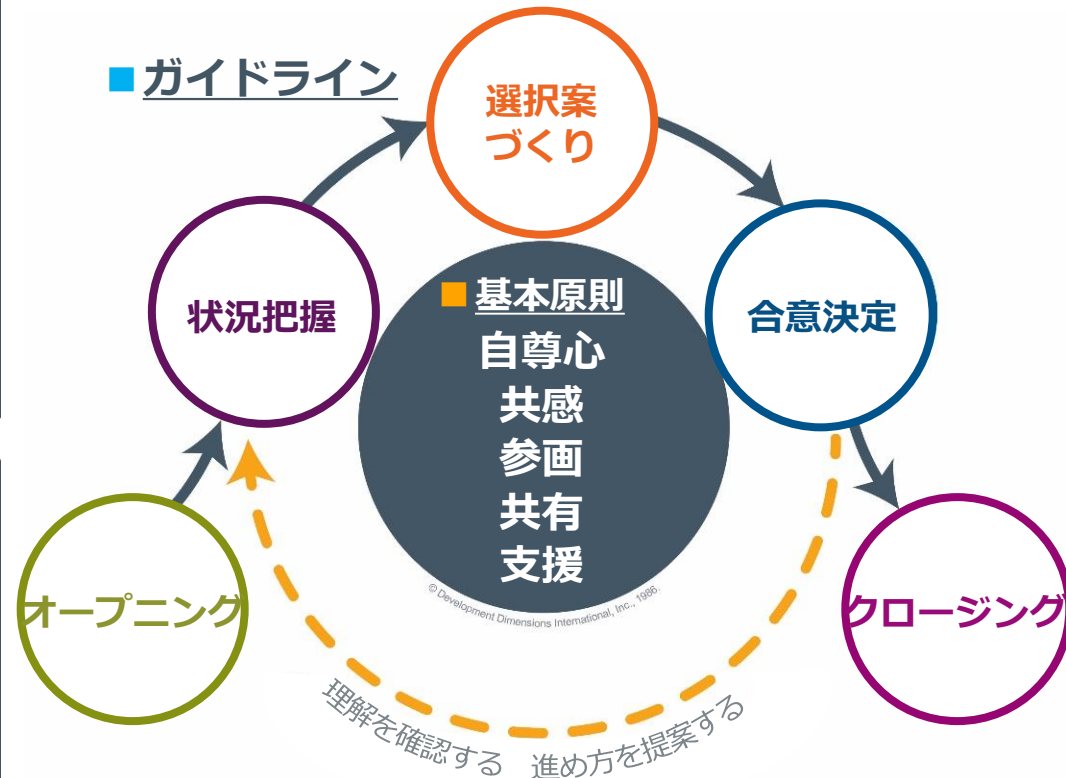 ■ガイドライン
選択案
づくり
状況把握
■基本原則
自尊心
共感
参画
共有
支援
合意決定
オープニング
クロージング
© Development Dimensions International, Inc., 1986.
理解を確認する 進め方を提案する